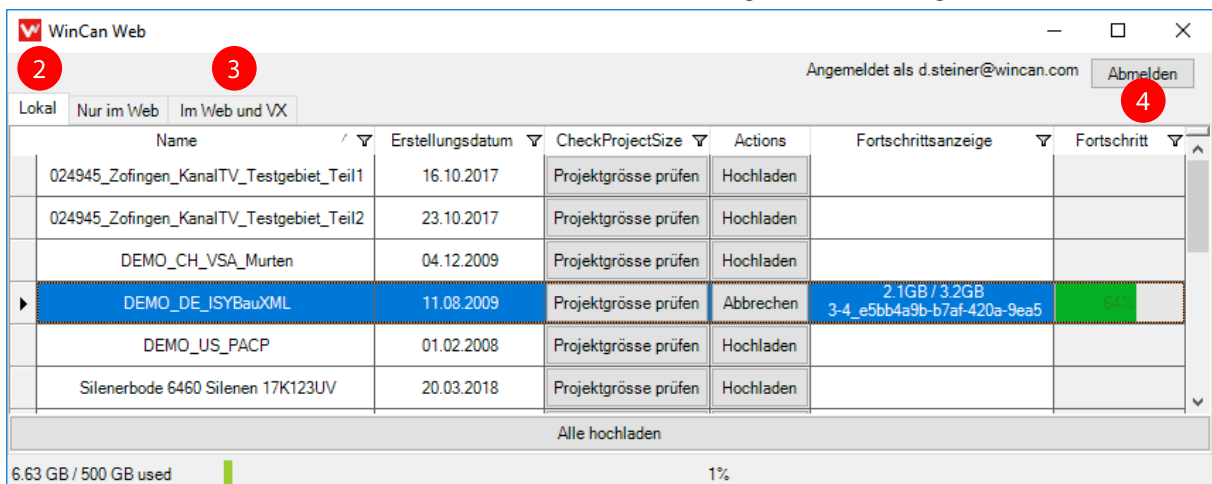 WinCan Web
2
3
Angemeldet als d.steiner@wincan.com
Abmelden
4
Lokal
Nur im Web
Im Web und VX
Name
Erstellungsdatum
CheckProjectSize
Actions
Fortschrittsanzeige
Fortschritt
024945_Zofingen_KanalTV_Testgebiet_Teil1
16.10.2017
Projektgrösse prüfen
Hochladen
024945_Zofingen_KanalTV_Testgebiet_Teil2
23.10.2017
Projektgrösse prüfen
Hochladen
DEMO_CH_VSA_Murten
04.12.2009
Projektgrösse prüfen
Hochladen
DEMO_DE_ISYBauXML
11.08.2009
Projektgrösse prüfen
Abbrechen
2.1GB / 3.2GB
3-4_e5bb4a9b-b7af-420a-9ea5
64%
DEMO_US_PACP
01.02.2008
Projektgrösse prüfen
Hochladen
Silenerbode 6460 Silenen 17K123UV
20.03.2018
Projektgrösse prüfen
Hochladen
Alle hochladen
6.63 GB / 500 GB used
1%